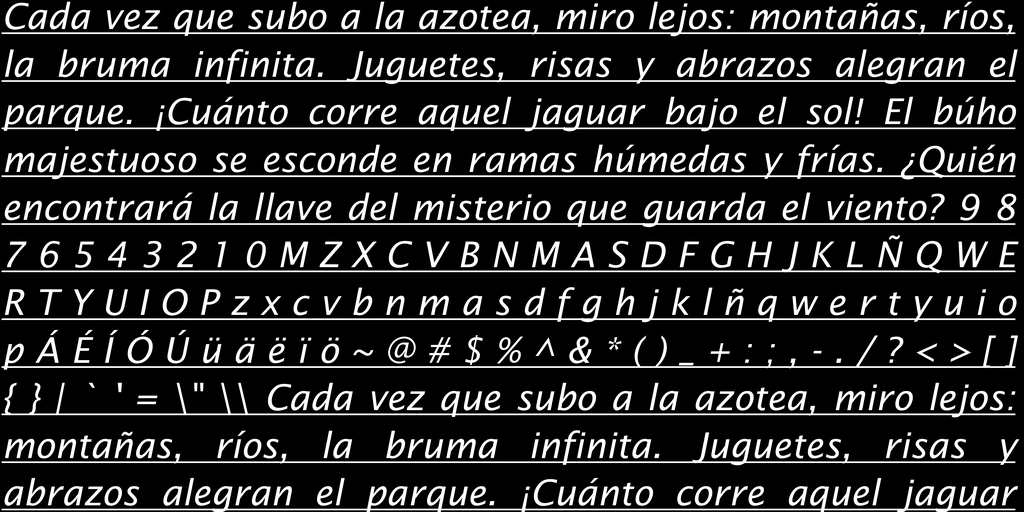 Cada vez que subo a la azotea, miro lejos: montañas, ríos,
la bruma infinita. Juguetes, risas y abrazos alegran el
parque. ¡Cuánto corre aquel jaguar bajo el sol! El búho
majestuoso se esconde en ramas húmedas y frías. ¿Quién
encontrará la llave del misterio que guarda el viento? 9 8
7 6 5 4 3 2 1 0 M Z X C V B N M A S D F G H J K L Ñ Q W E
R T Y U I O P z x c v b n m a s d f g h j k l ñ q w e r t y u i o
p Á É Í Ó Ú ü ä ë ï ö ~ @ # $ % ^ & * ( ) _ + : ; , - . / ? < > [ ]
{ } | ` ' = \" \\ Cada vez que subo a la azotea, miro lejos:
montañas, ríos, la bruma infinita. Juguetes, risas y
abrazos alegran el parque. ¡Cuánto corre aquel jaguar